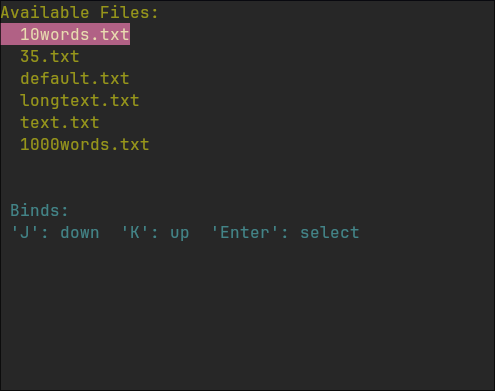 Available Files:
10words.txt
35.txt
default.txt
longtext.txt
text.txt
1000words.txt
Binds:
'J': down  'K': up  'Enter': select